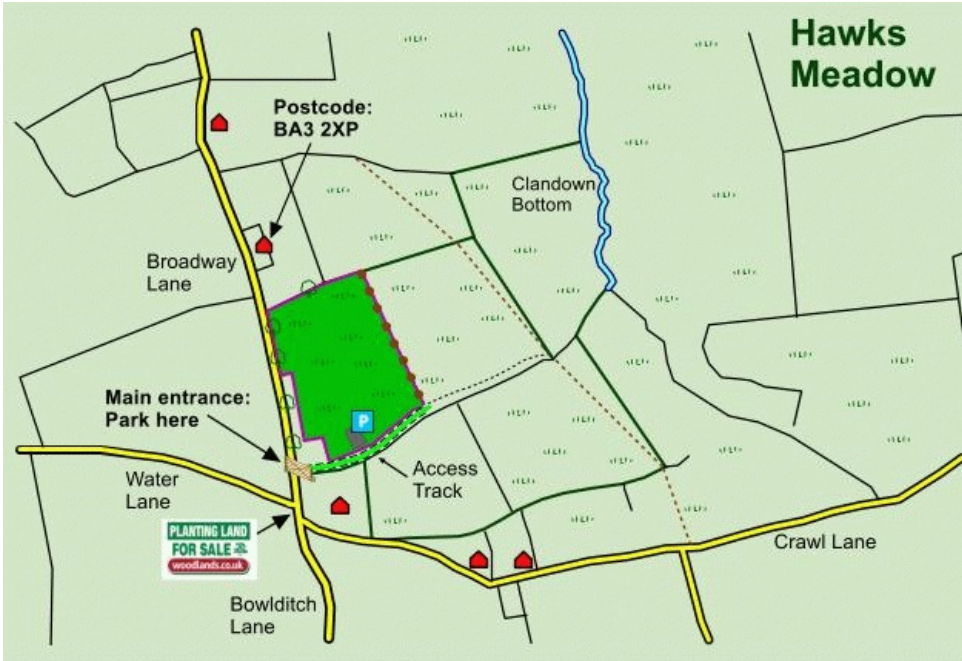 Hawks
Meadow
Postcode:
BA3 2XP
Clandown
Bottom
Broadway
Lane
Main entrance:
Park here
P
Water
Lane
Access
Track
PLANTING LAND
FOR SALE
woodlands.co.uk
Crawl Lane
Bowlditch
Lane